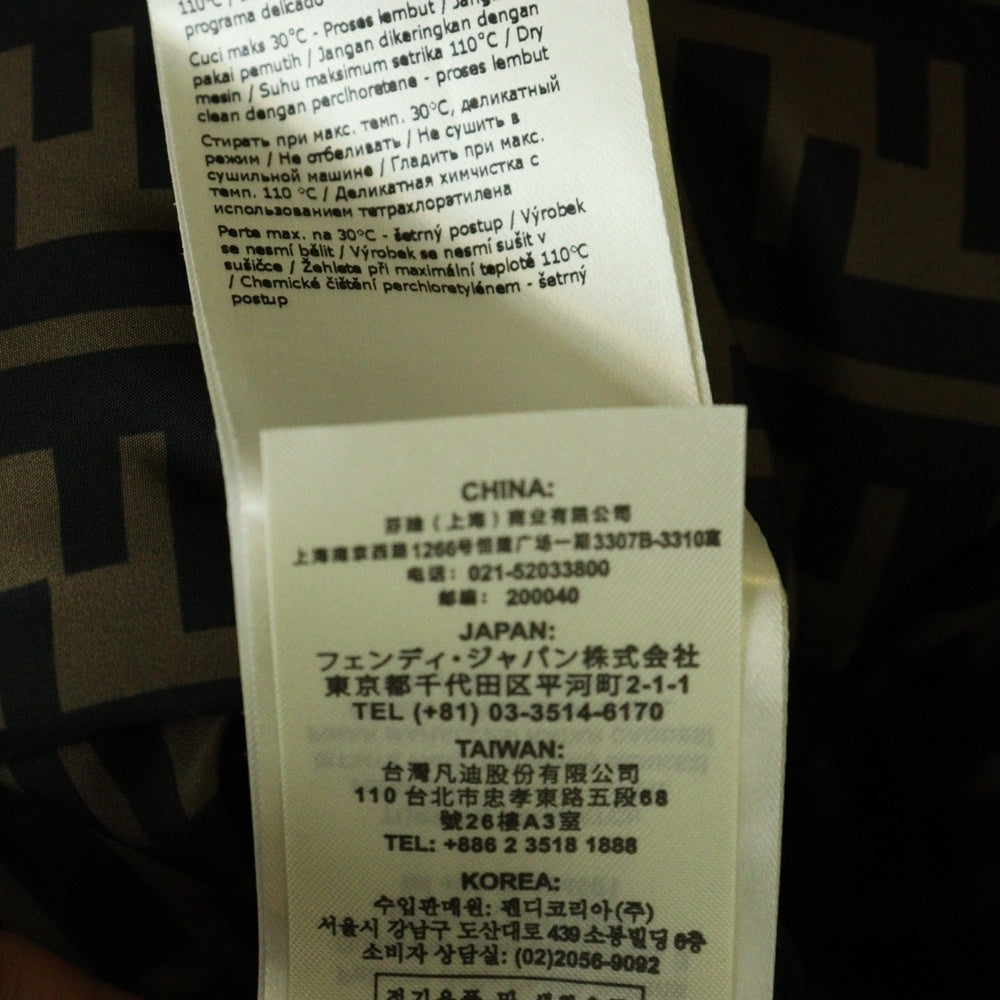 110°C /
programa delicado
Cuci maks 30°C - Proses lembut /
pakai pemutih / Jangan dikeringkan dengan
mesin / Suhu maksimum setrika 110°C / Dry
clean dengan perclhoretene - proses lembut
Стирать при макс. темп. 30°C, деликатный
режим / Не отбеливать / Не сушить в
сушильной машине / Гладить при макс.
темп. 110 °C / Деликатная химчистка с
использованием тетрахлорэтилена
Perte max. na 30°C - šetrný postup / Výrobek
se nesmí bělit / Výrobek se nesmí sušit v
sušičce / Žehlete při maximální teplotě 110°C
/ Chemické čištění perchloretylénem - šetrný
postup
CHINA:
芬迪（上海）商业有限公司
上海南京西路1266号恒隆广场一期3307B-3310室
电话: 021-52033800
邮编: 200040
JAPAN:
フェンディ・ジャパン株式会社
東京都千代田区平河町2-1-1
TEL (+81) 03-3514-6170
TAIWAN:
台灣凡迪股份有限公司
110 台北市忠孝東路五段68
號26樓A3室
TEL: +886 2 3518 1888
KOREA:
수입판매원: 펜디코리아(주)
서울시 강남구 도산대로 439 소봉빌딩 6층
소비자 상담실: (02)2056-9092